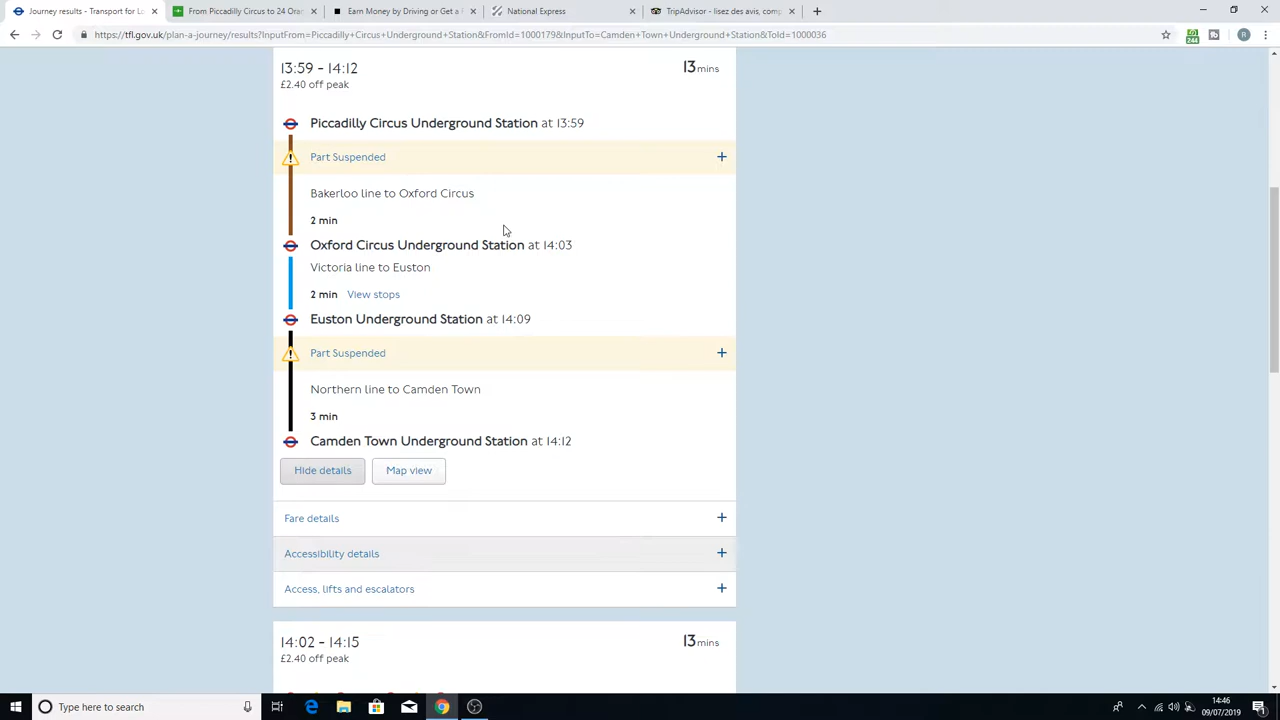 Journey results - Transport for Lo
From Piccadilly Circus to 24 Oran
Earn Money by Driving or Get a
National Express
TripAdvisor - lisez des avis, comp
https://tfl.gov.uk/plan-a-journey/results?InputFrom=Piccadilly+Circus+Underground+Station&FromId=1000179&InputTo=Camden+Town+Underground+Station&ToId=1000036
244
R
13:59 - 14:12
13 mins
£2.40 off peak
Piccadilly Circus Underground Station at 13:59
Part Suspended
Bakerloo line to Oxford Circus
2 min
Oxford Circus Underground Station at 14:03
Victoria line to Euston
2 min View stops
Euston Underground Station at 14:09
Part Suspended
Northern line to Camden Town
3 min
Camden Town Underground Station at 14:12
Hide details Map view
Fare details
Accessibility details
Access, lifts and escalators
14:02 - 14:15
13 mins
£2.40 off peak
Type here to search
14:46
09/07/2019